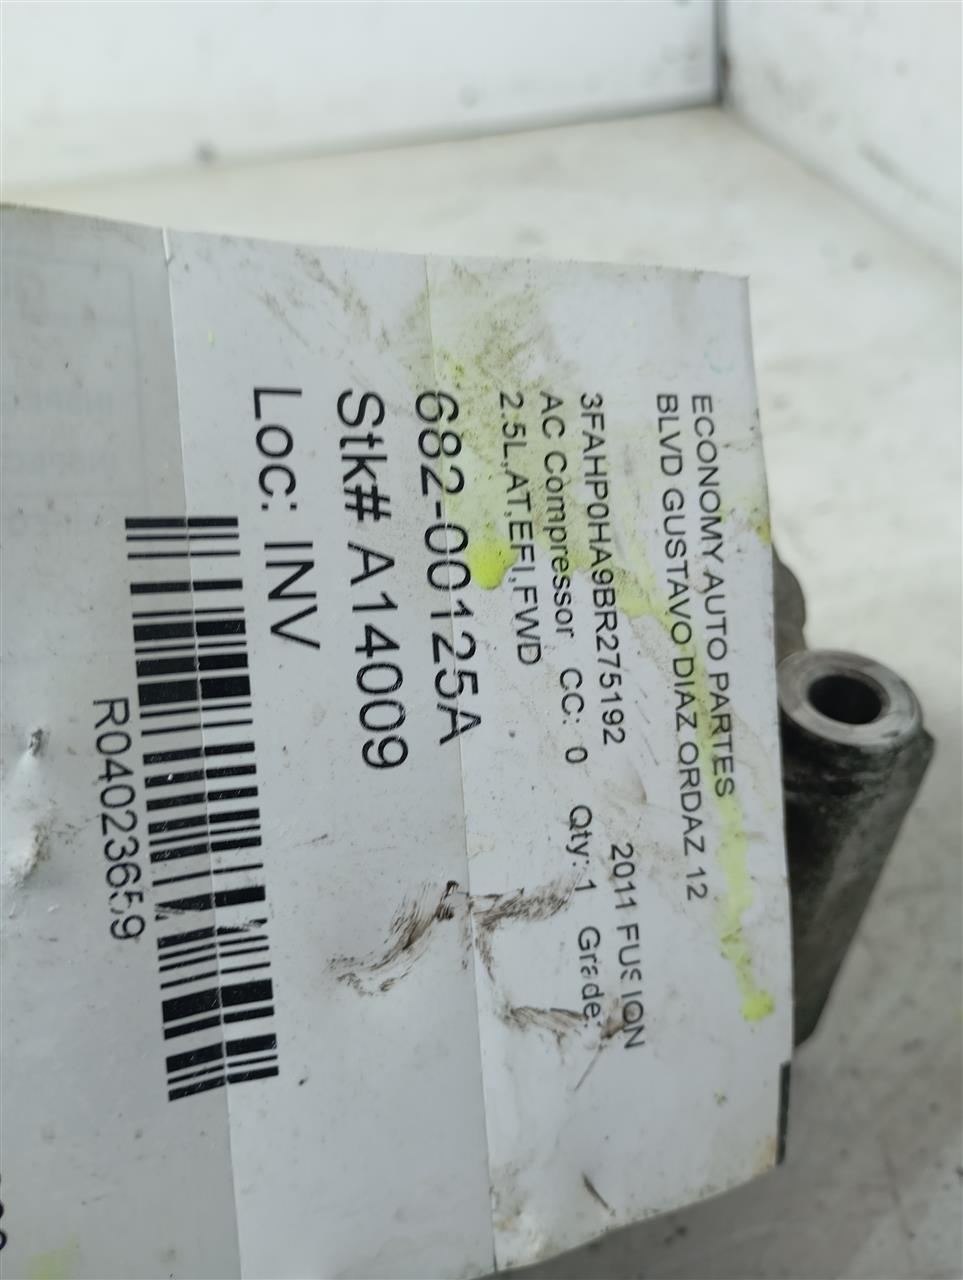 ECONOMY AUTO PARTES
BLVD GUSTAVO DIAZ ORDAZ 12
3FAHP0HA9BR275192 2011 FUSION
AC Compressor CC: 0 Qty: 1 Grade:
2.5L,AT,EFI,FWD
682-00125A
Stk# A14009
Loc: INV
R04023659